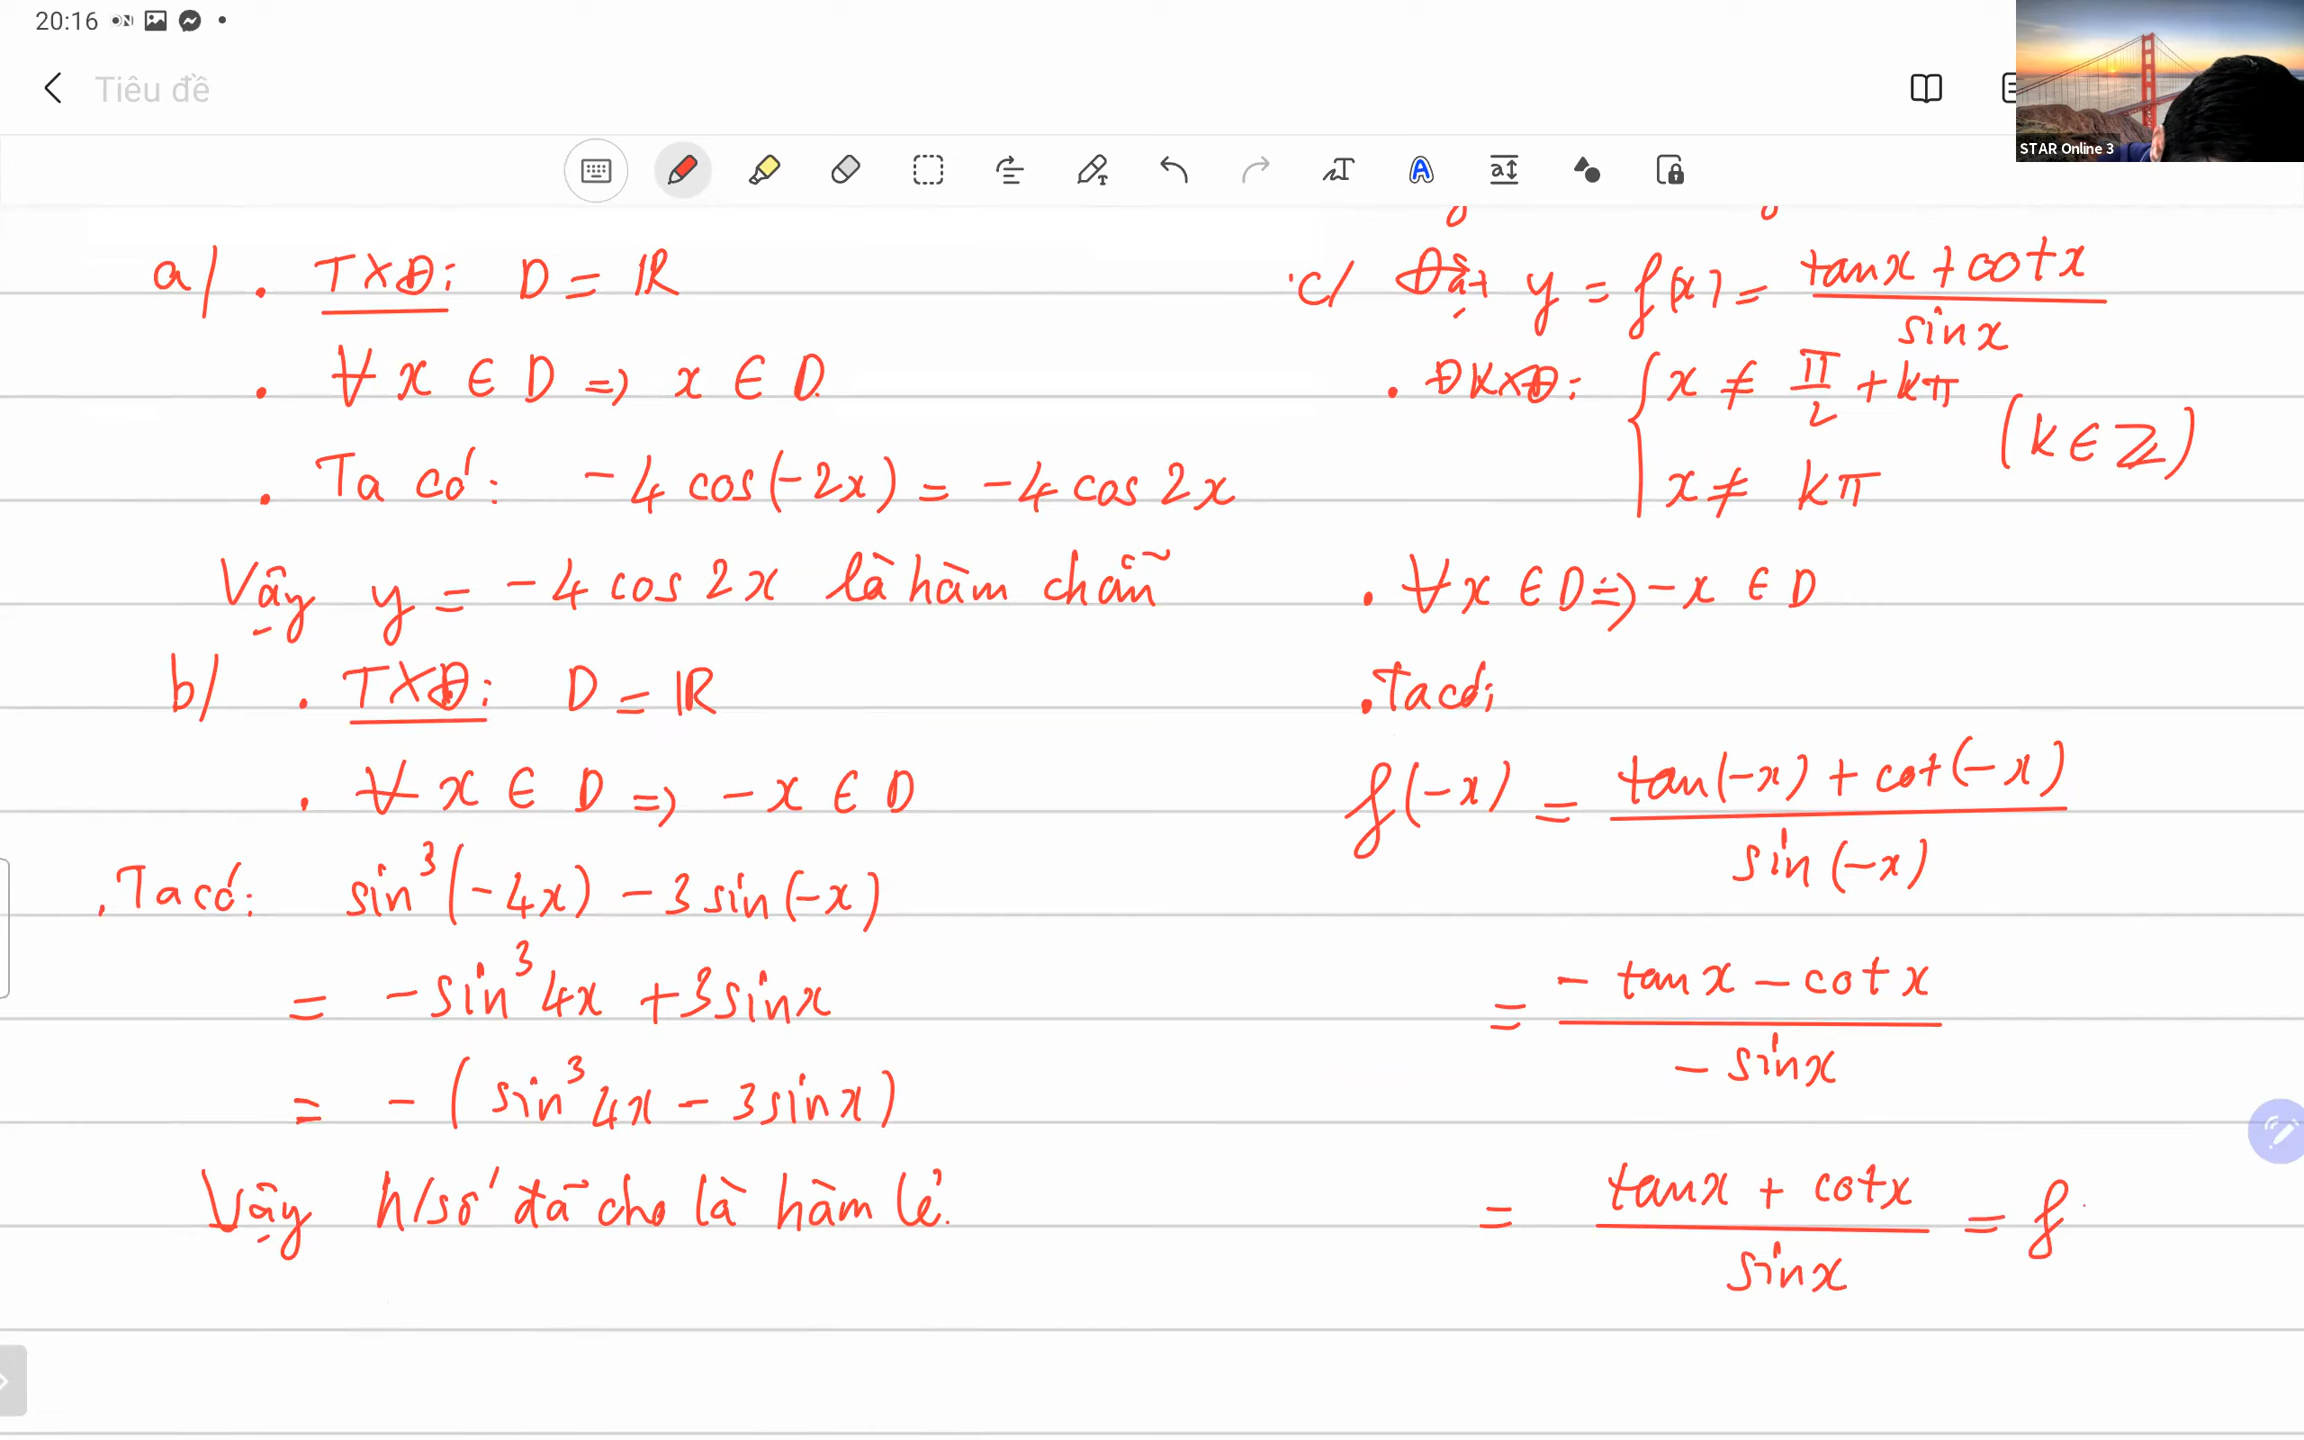 20:16
Tiêu đề
STAR Online 3
a/ . TXĐ: D = ℝ
. ∀ x ∈ D => x ∈ D.
. Ta có: -4 cos(-2x) = -4 cos 2x
Vậy y = -4 cos 2x là hàm chẵn
b/ . TXĐ: D = ℝ
. ∀ x ∈ D => -x ∈ D
. Ta có: sin³(-4x) - 3 sin(-x)
= -sin³4x + 3sinx
= -(sin³4x - 3sinx)
Vậy h/số đã cho là hàm lẻ.
c/ Đặt y = f(x) = (tanx + cotx)/(sinx)
. ĐKXĐ: { x ≠ π/2 + kπ
x ≠ kπ (k ∈ ℤ)
. ∀ x ∈ D => -x ∈ D
. Ta có:
f(-x) = (tan(-x) + cot(-x))/(sin(-x))
= (-tanx - cotx)/(-sinx)
= (tanx + cotx)/(sinx) = f